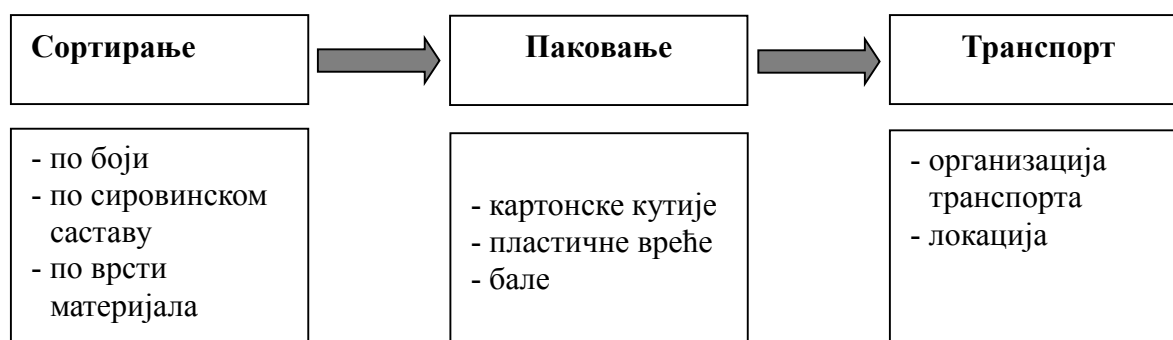 Сортирање
Паковање
Транспорт
- по боји
- по сировинском
саставу
- по врсти
материјала
- картонске кутије
- пластичне вреће
- бале
- организација
транспорта
- локација